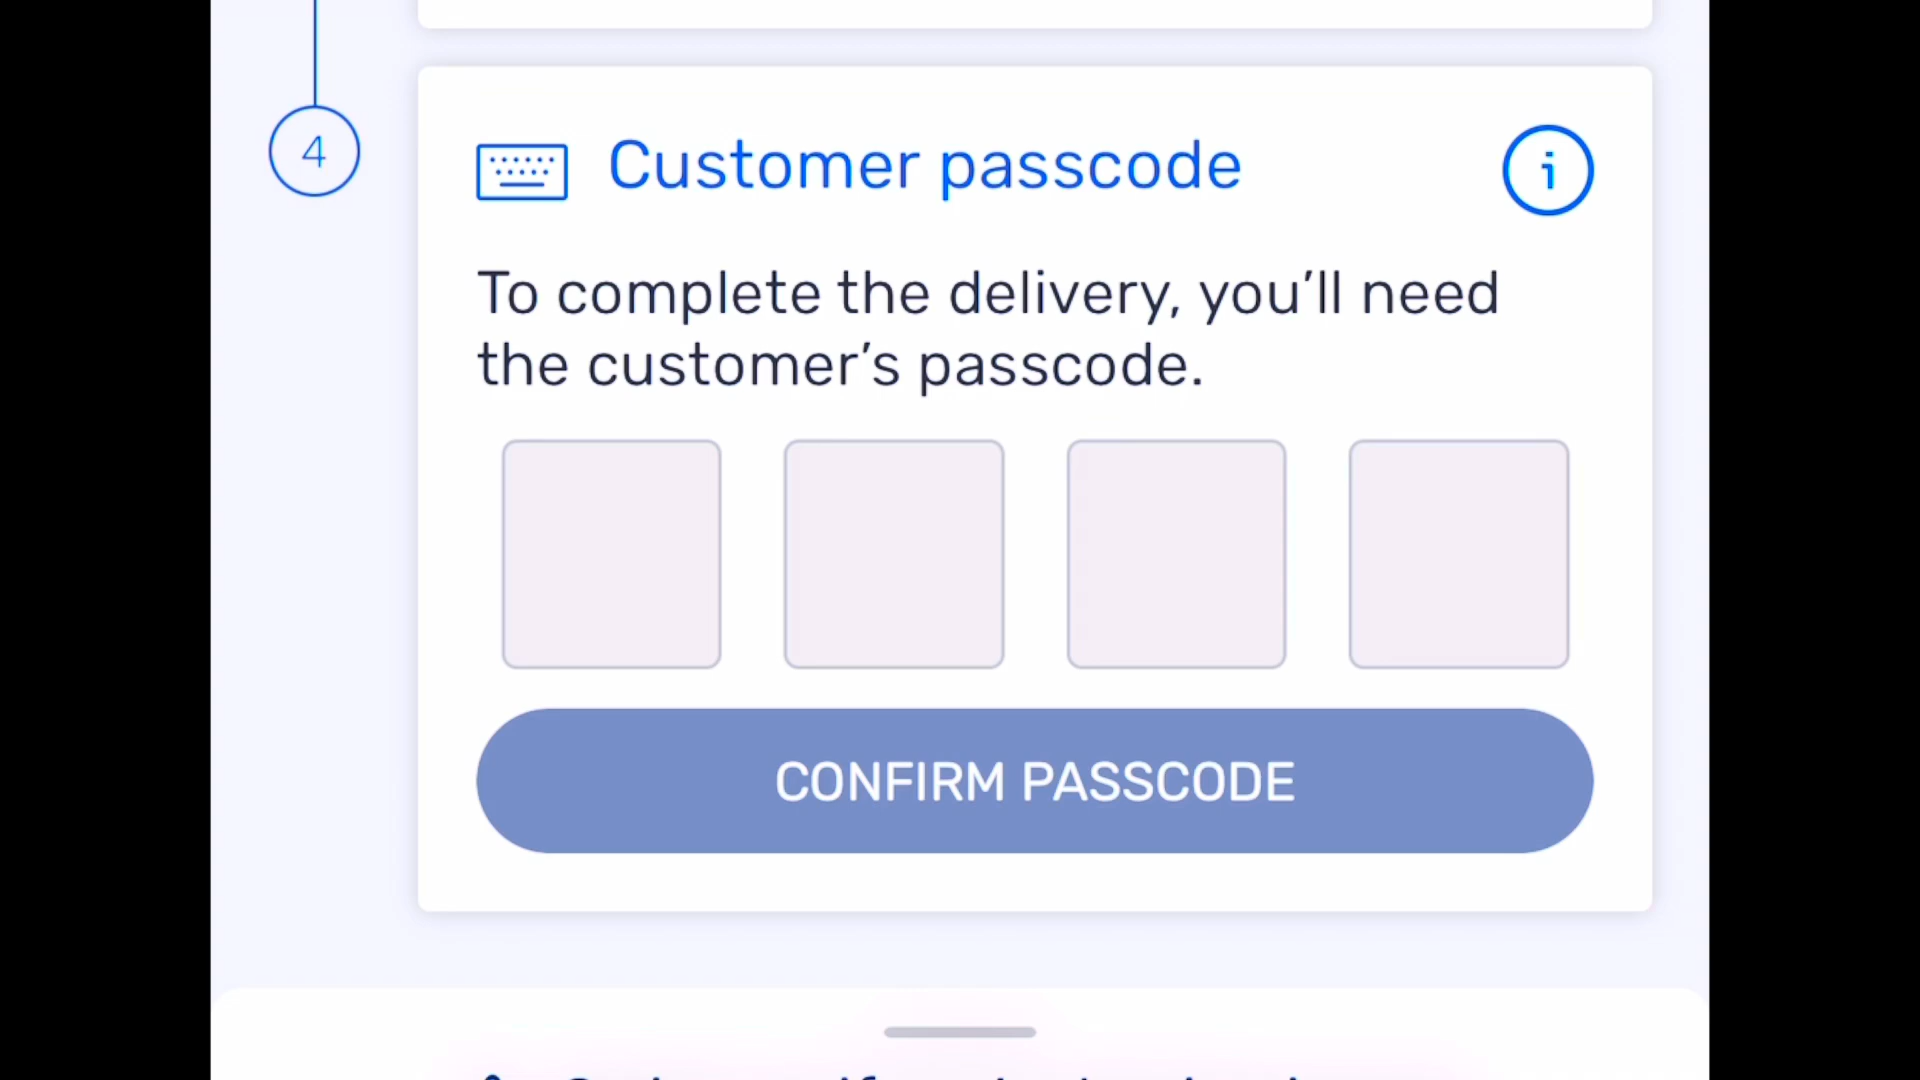 4
Customer passcode
i
To complete the delivery, you’ll need
the customer’s passcode.
CONFIRM PASSCODE